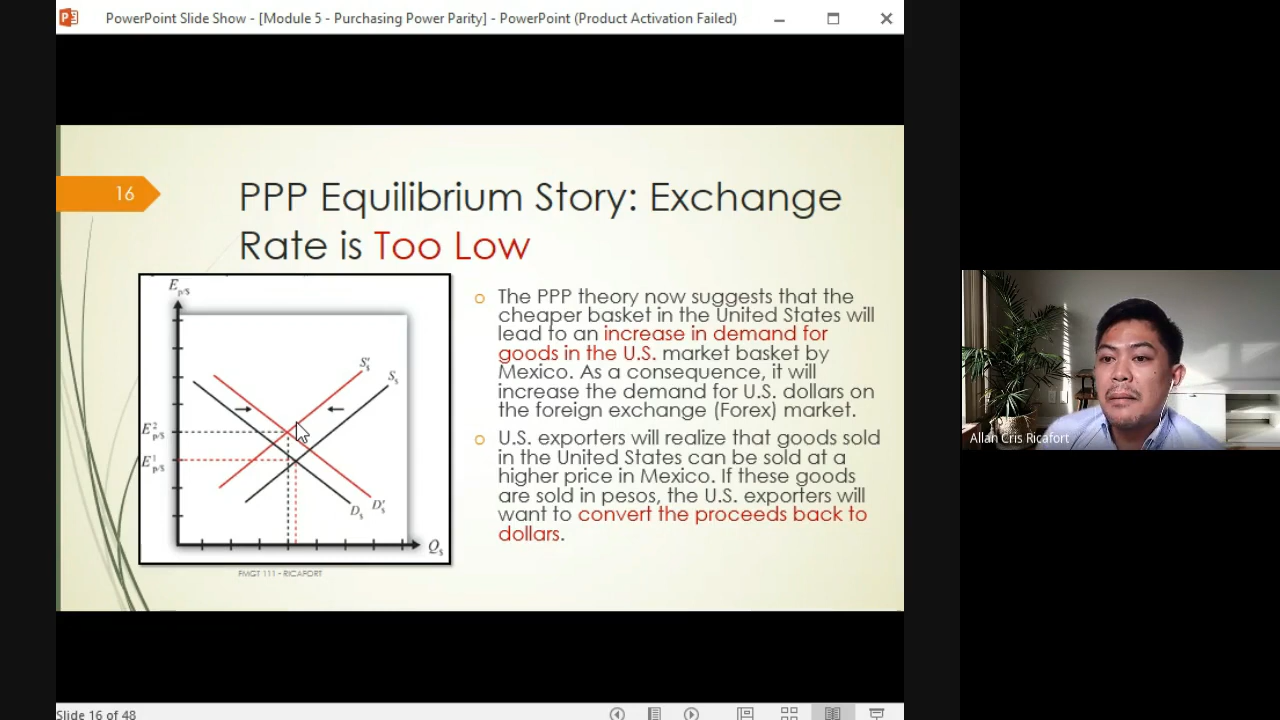 PowerPoint Slide Show - [Module 5 - Purchasing Power Parity] - PowerPoint (Product Activation Failed)
16
PPP Equilibrium Story: Exchange
Rate is Too Low
E p/$
S'$
S$
E²p/$
E¹p/$
D$
D'$
Q$
FMGT 111 - RICAFORT
The PPP theory now suggests that the
cheaper basket in the United States will
lead to an increase in demand for
goods in the U.S. market basket by
Mexico. As a consequence, it will
increase the demand for U.S. dollars on
the foreign exchange (Forex) market.
U.S. exporters will realize that goods sold
in the United States can be sold at a
higher price in Mexico. If these goods
are sold in pesos, the U.S. exporters will
want to convert the proceeds back to
dollars.
Allan Cris Ricafort
Slide 16 of 48